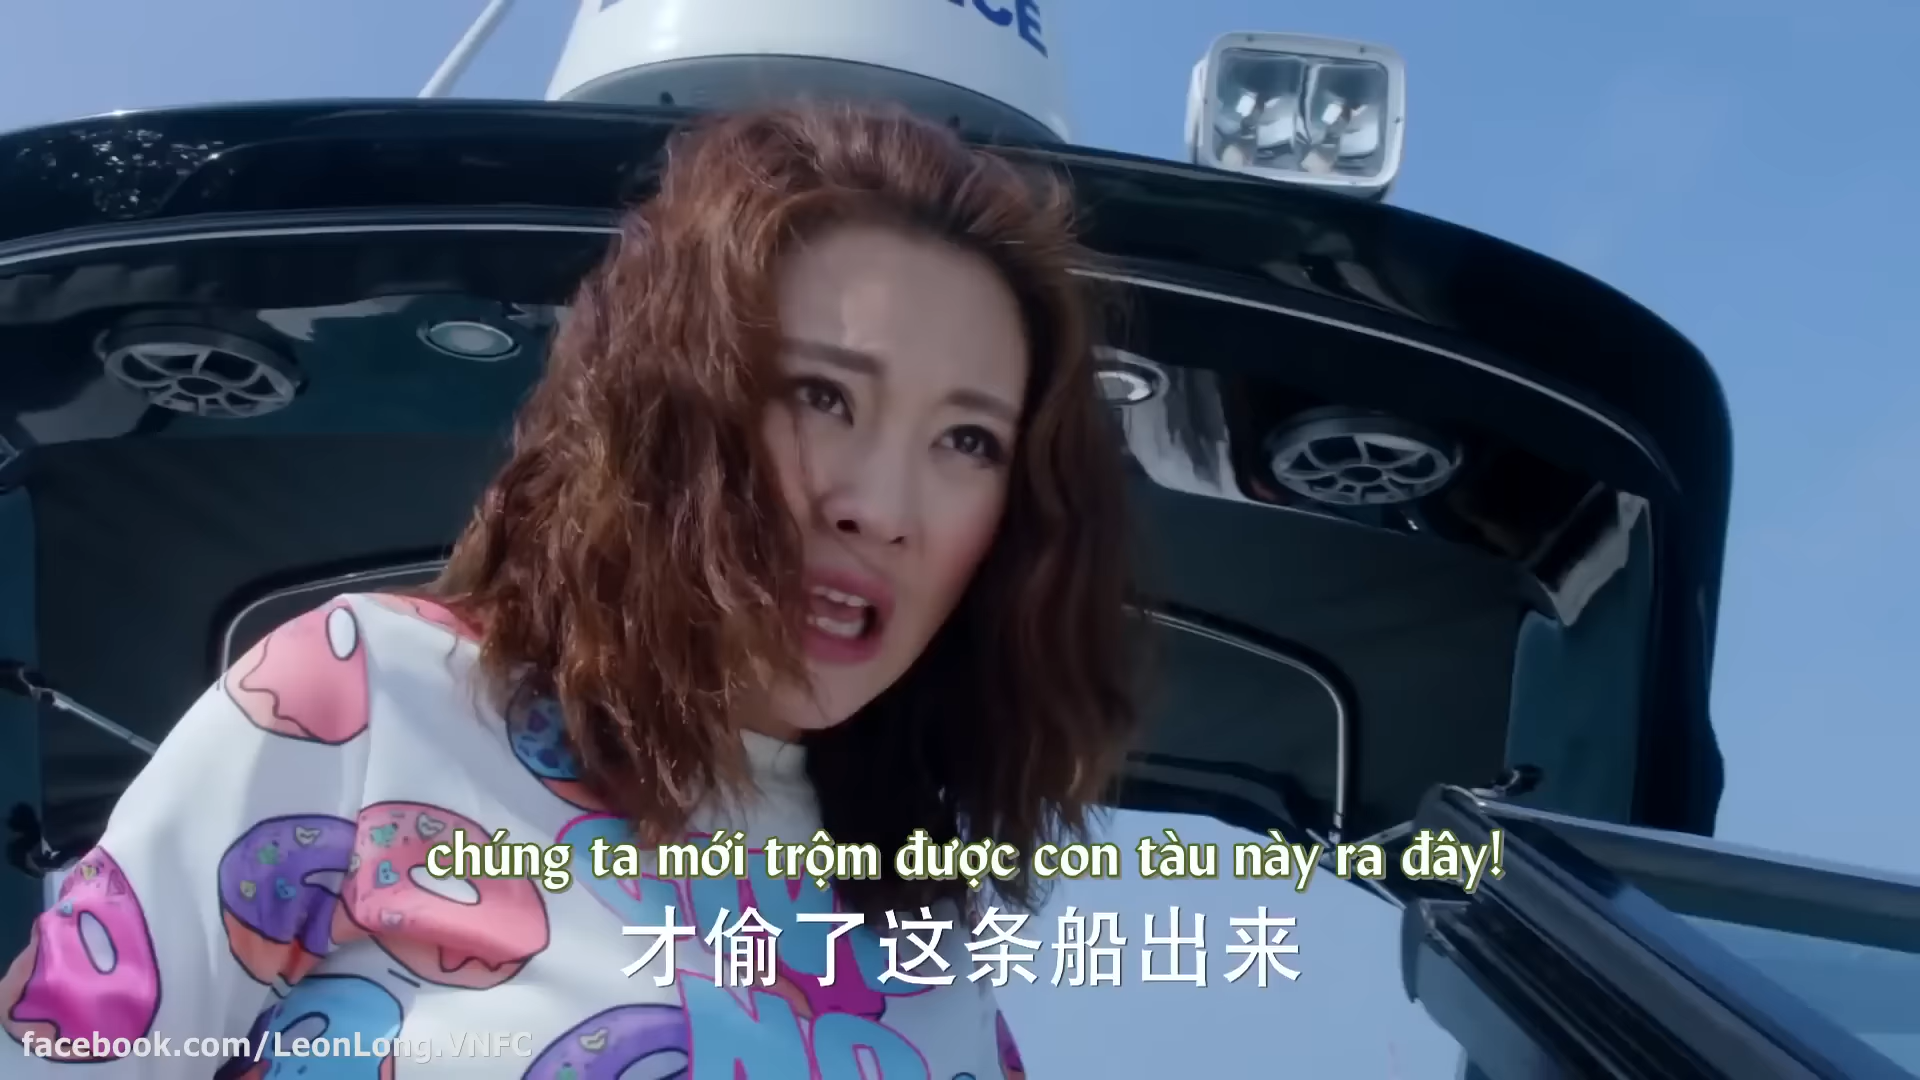 chúng ta mới trộm được con tàu này ra đây!
才偷了这条船出来
facebook.com/LeonLong.VNFC